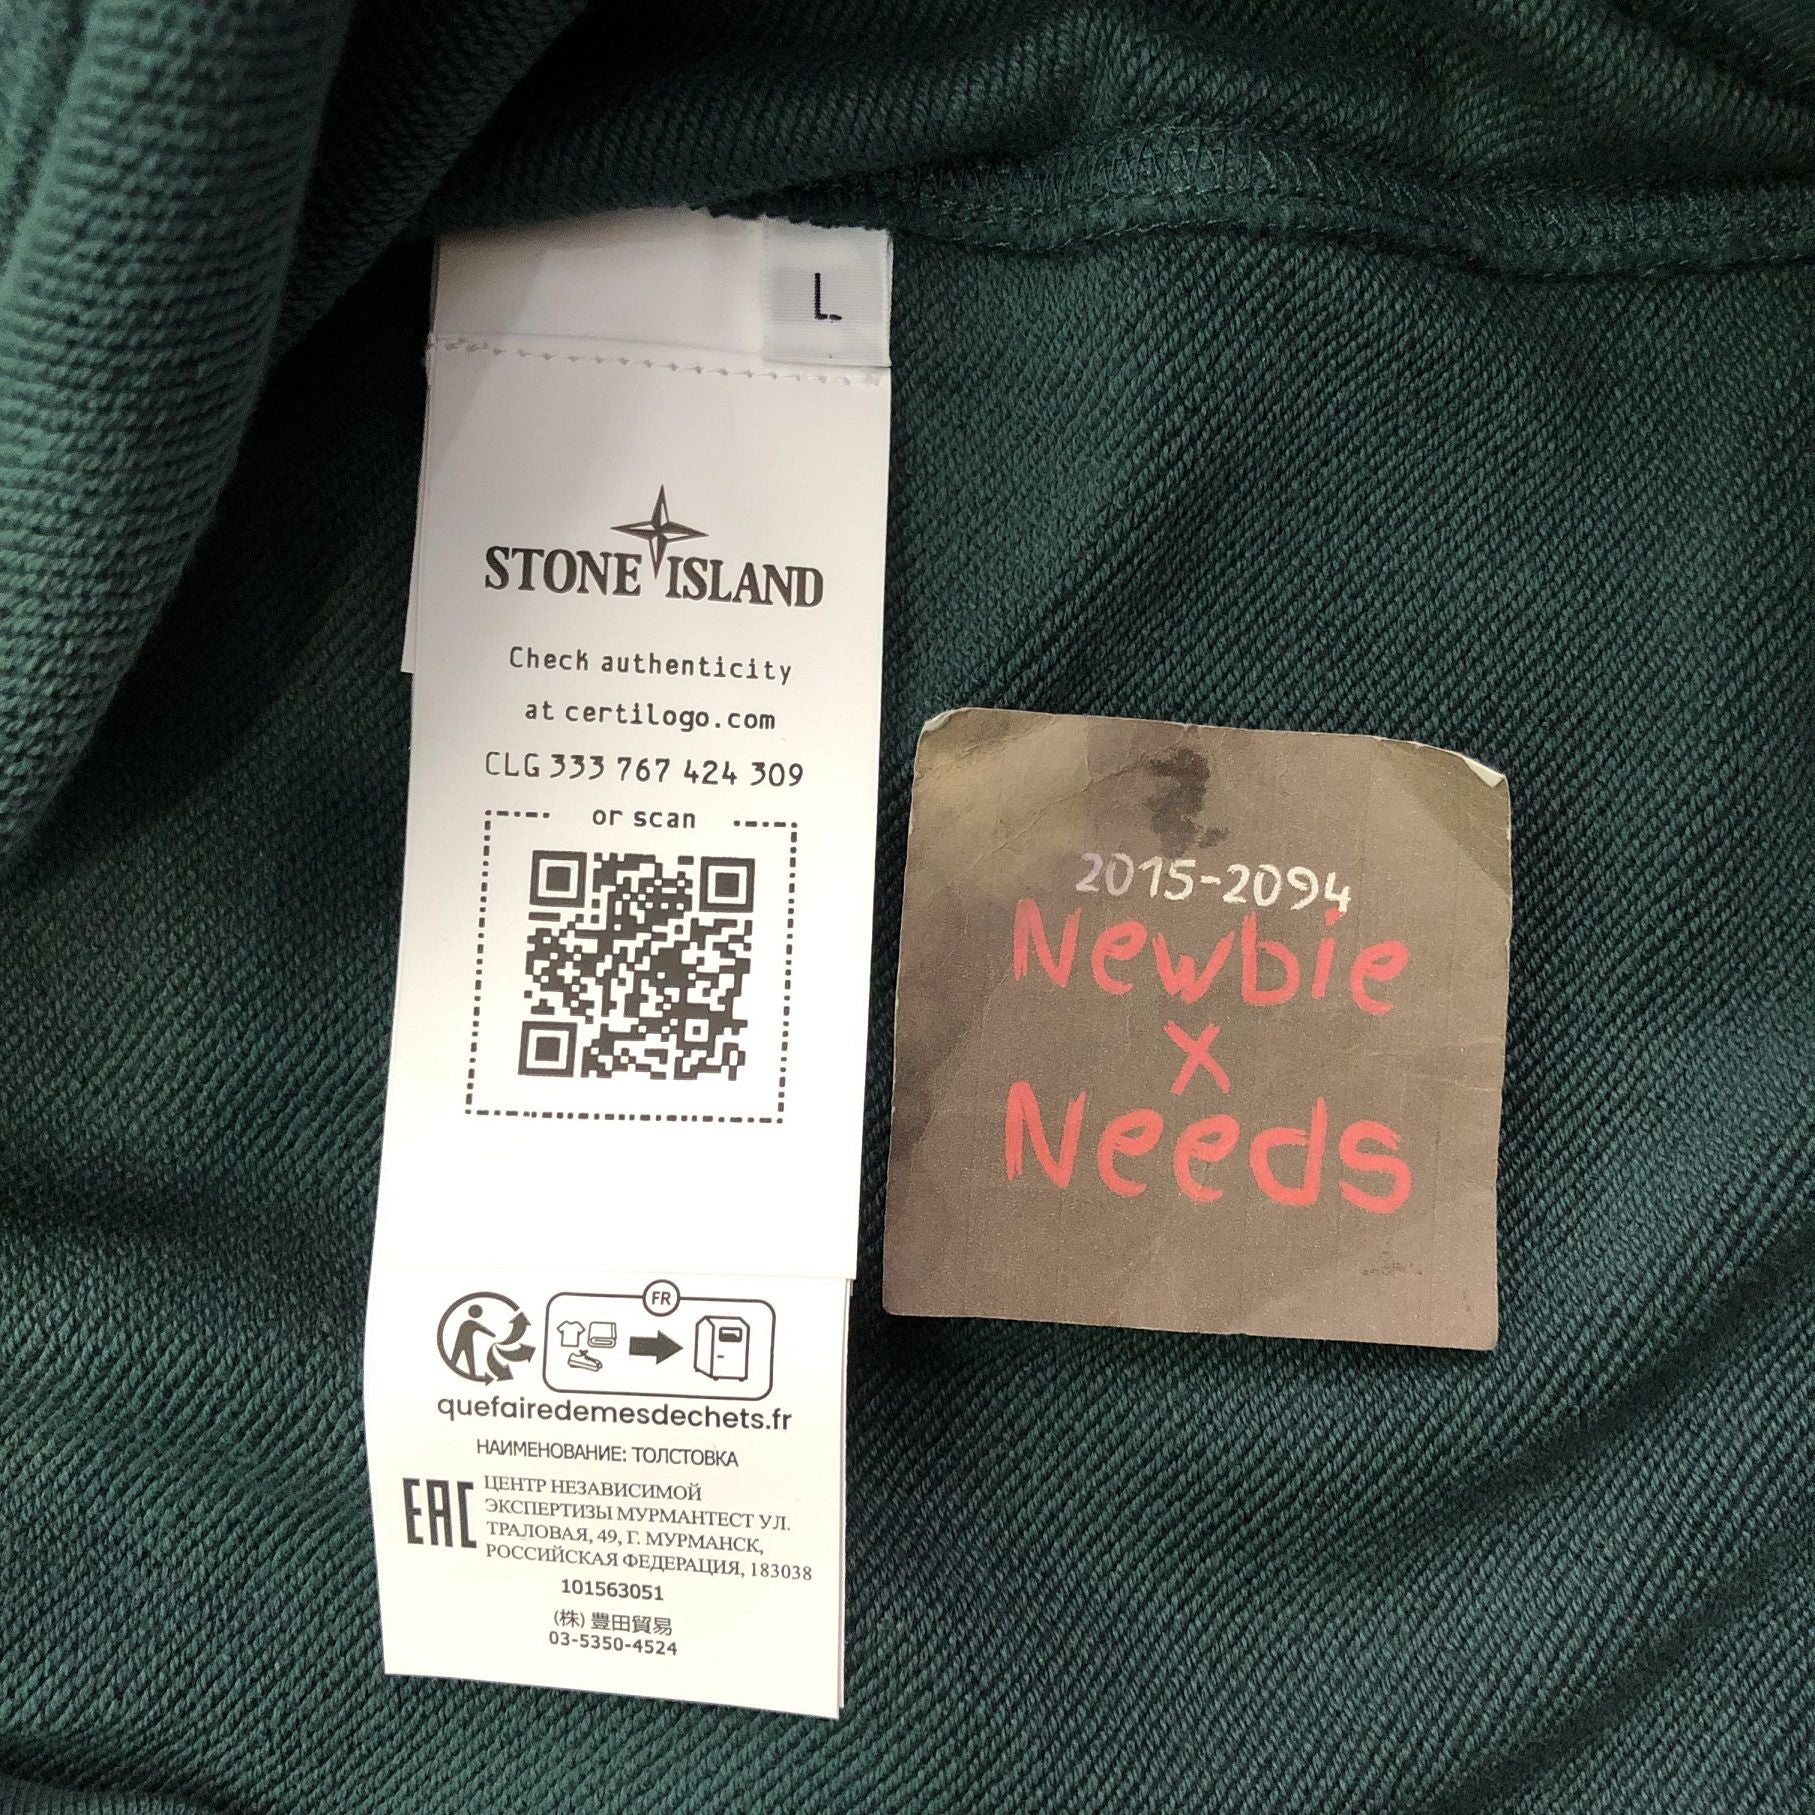 L
STONE ISLAND
Check authenticity
at certilogo.com
CLG 333 767 424 309
or scan
FR
quefairedemesdechets.fr
НАИМЕНОВАНИЕ: ТОЛСТОВКА
EAC
ЦЕНТР НЕЗАВИСИМОЙ
ЭКСПЕРТИЗЫ МУРМАНТЕСТ УЛ.
ТРАЛОВАЯ, 49, Г. МУРМАНСК,
РОССИЙСКАЯ ФЕДЕРАЦИЯ, 183038
101563051
(株) 豊田貿易
03-5350-4524
2015-2094
Newbie
x
Needs